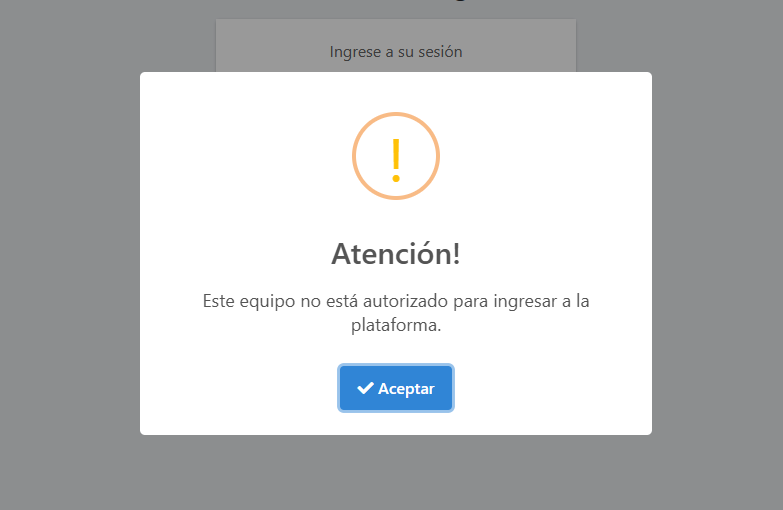 Ingrese a su sesión
!
Atención!
Este equipo no está autorizado para ingresar a la
plataforma.
Aceptar